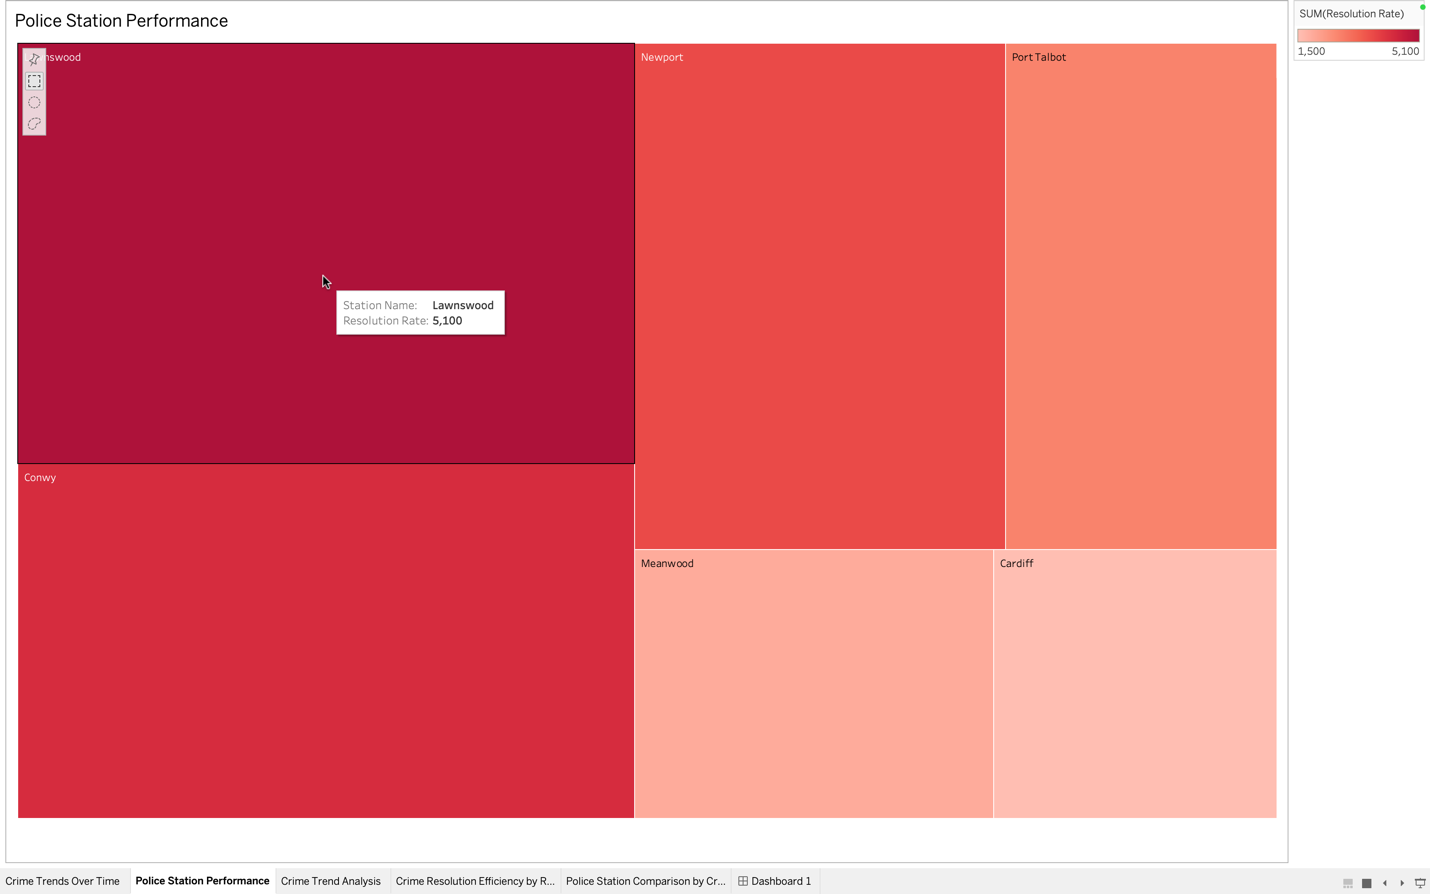 Police Station Performance
SUM(Resolution Rate)
1,500 5,100
nswood
Newport
Port Talbot
Station Name: Lawnswood
Resolution Rate: 5,100
Conwy
Meanwood
Cardiff
Crime Trends Over Time
Police Station Performance
Crime Trend Analysis
Crime Resolution Efficiency by R...
Police Station Comparison by Cr...
Dashboard 1